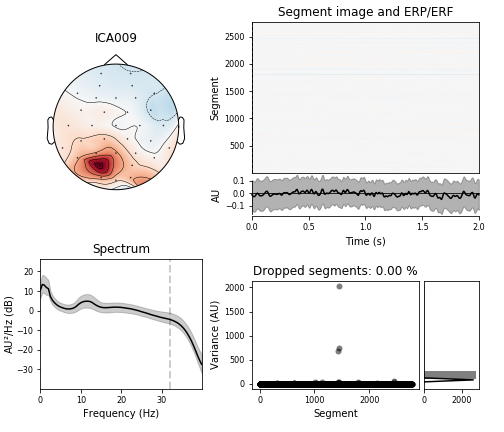 ICA009
Segment image and ERP/ERF
Segment
2500
2000
1500
1000
500
AU
0.1
0.0
−0.1
0.0 0.5 1.0 1.5 2.0
Time (s)
Spectrum
AU²/Hz (dB)
20
10
0
−10
−20
−30
0 10 20 30
Frequency (Hz)
Dropped segments: 0.00 %
Variance (AU)
2000
1500
1000
500
0
0 1000 2000
Segment
0 2000